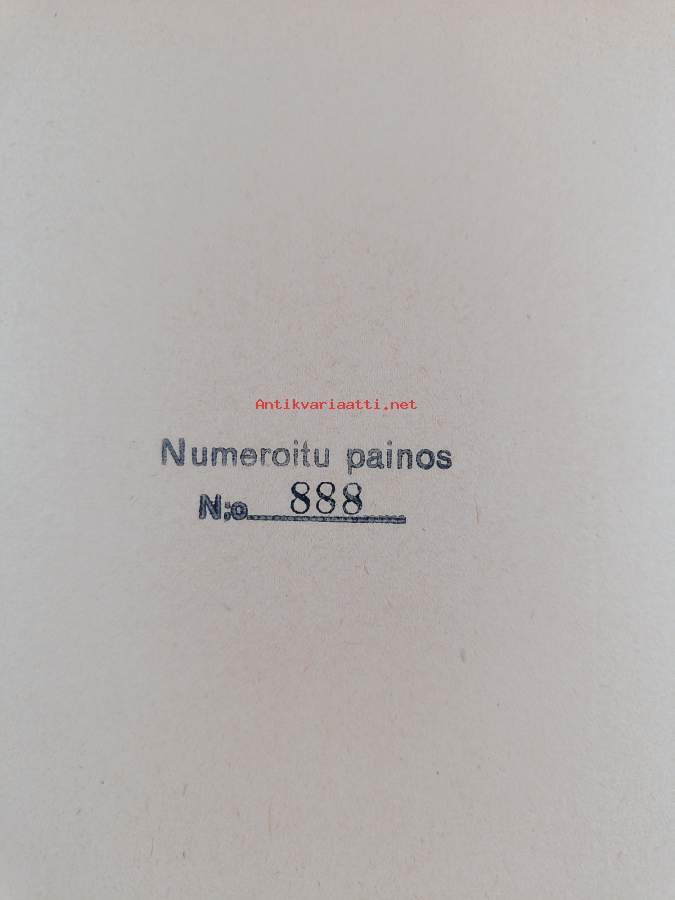 Antikvariaatti.net
Numeroitu painos
N:o 888